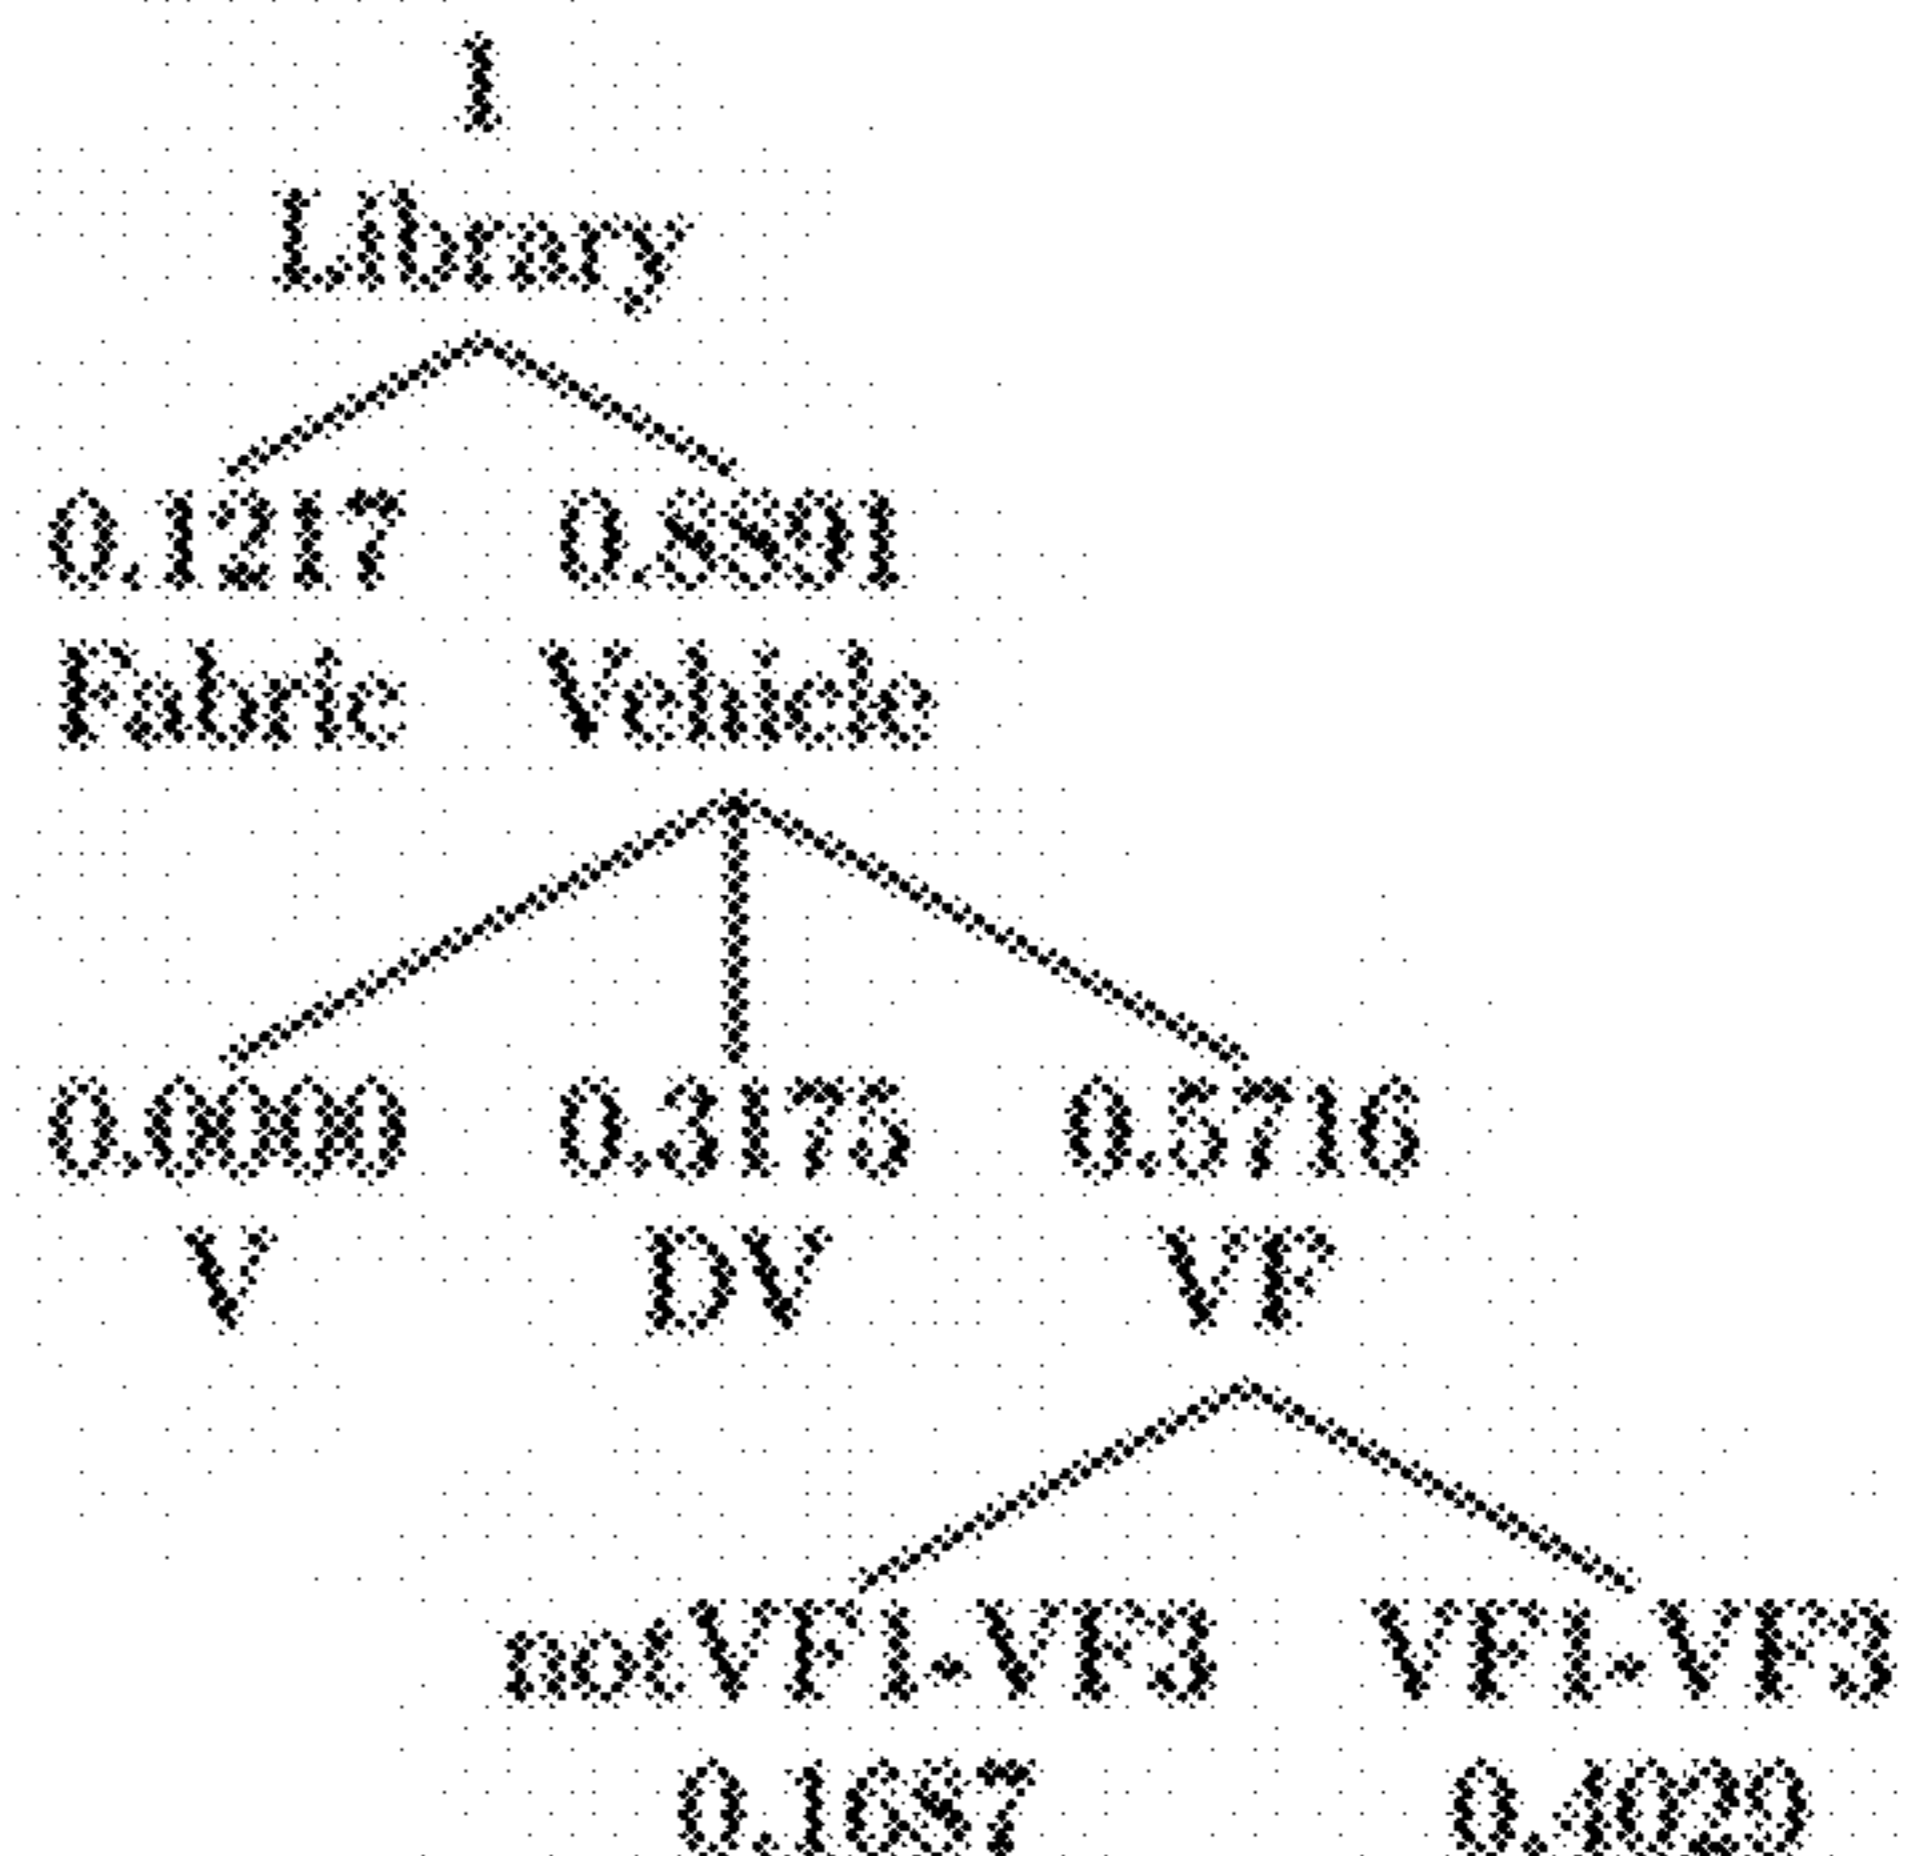 1
Library
0.1217 0.8891
Fabric Vehicle
0.0000 0.3175 0.5716
V DV VF
notVF1-VF3 VF1-VF3
0.1687 0.4029